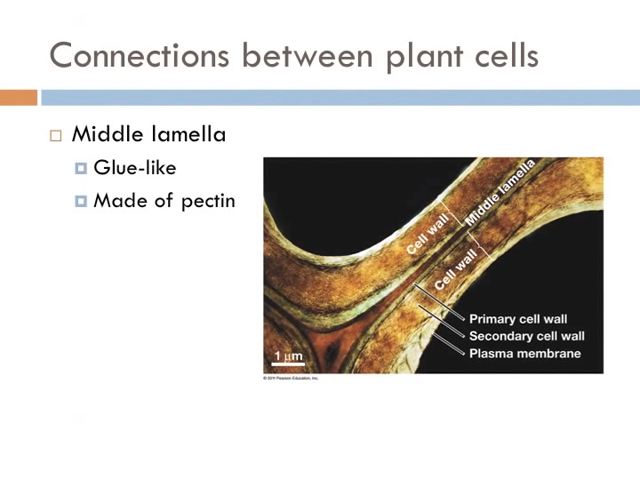 Connections between plant cells
Middle lamella
Glue-like
Made of pectin
Middle lamella
Cell wall
Cell wall
Primary cell wall
Secondary cell wall
Plasma membrane
1 µm
© 2011 Pearson Education, Inc.